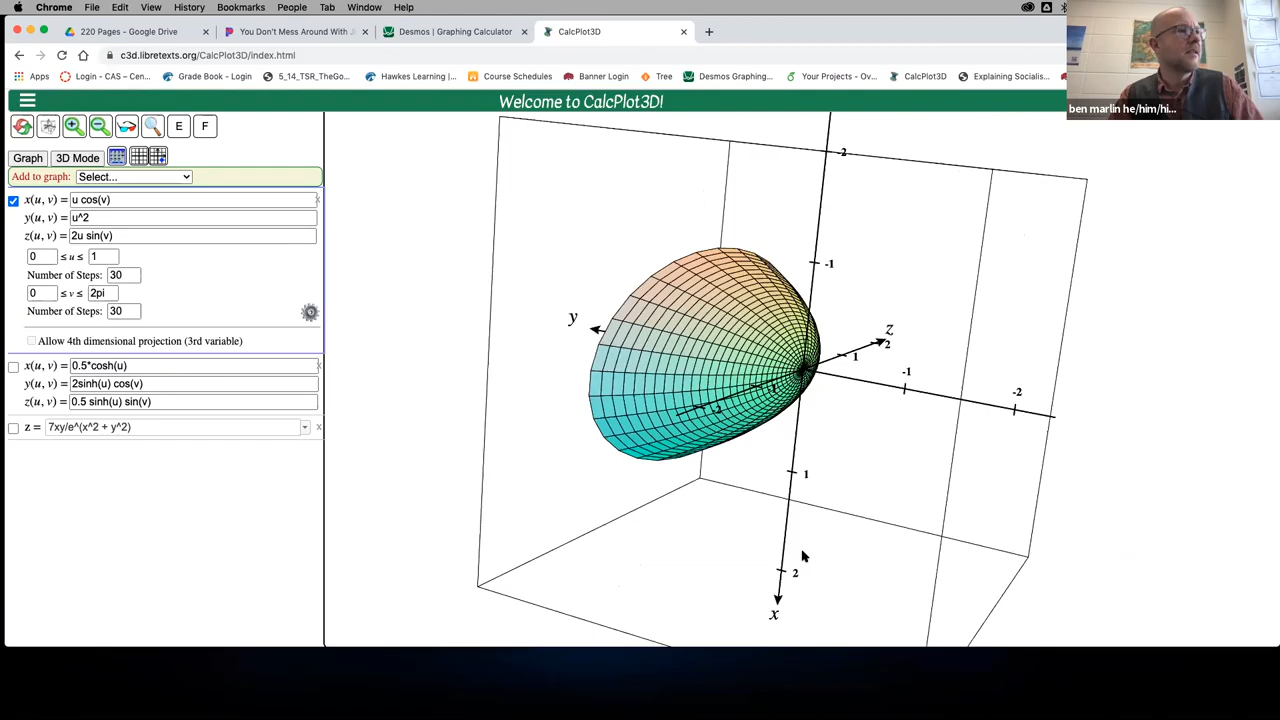 Chrome File Edit View History Bookmarks People Tab Window Help
220 Pages - Google Drive
You Don't Mess Around With Ji
Desmos | Graphing Calculator
CalcPlot3D
c3d.libretexts.org/CalcPlot3D/index.html
Apps Login - CAS – Cen... Grade Book - Login 5_14_TSR_TheGo... Hawkes Learning |... Course Schedules Banner Login Tree Desmos Graphing... Your Projects - Ov... CalcPlot3D Explaining Socialis...
ben marlin he/him/hi...
Welcome to CalcPlot3D!
E F
Graph 3D Mode
Add to graph: Select...
x(u, v) = u cos(v) x
y(u, v) = u^2
z(u, v) = 2u sin(v)
0 ≤ u ≤ 1
Number of Steps: 30
0 ≤ v ≤ 2pi
Number of Steps: 30
Allow 4th dimensional projection (3rd variable)
x(u, v) = 0.5*cosh(u) x
y(u, v) = 2sinh(u) cos(v)
z(u, v) = 0.5 sinh(u) sin(v)
z = 7xy/e^(x^2 + y^2) x
-2
-1
y
z
2
1
-1
-1
-2
-2
1
2
x